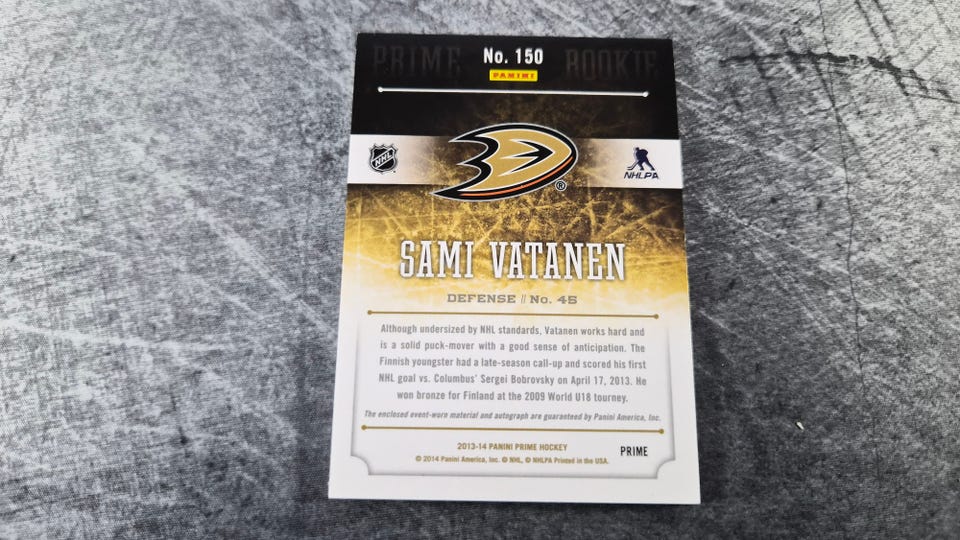 PRIME No. 150 ROOKIE
PANINI
NHL
NHLPA
®
SAMI VATANEN
DEFENSE // No. 45
Although undersized by NHL standards, Vatanen works hard and
is a solid puck-mover with a good sense of anticipation. The
Finnish youngster had a late-season call-up and scored his first
NHL goal vs. Columbus' Sergei Bobrovsky on April 17, 2013. He
won bronze for Finland at the 2009 World U18 tourney.
The enclosed event-worn material and autograph are guaranteed by Panini America, Inc.
2013-14 PANINI PRIME HOCKEY
© 2014 Panini America, Inc. © NHL, © NHLPA Printed in the USA.
PRIME